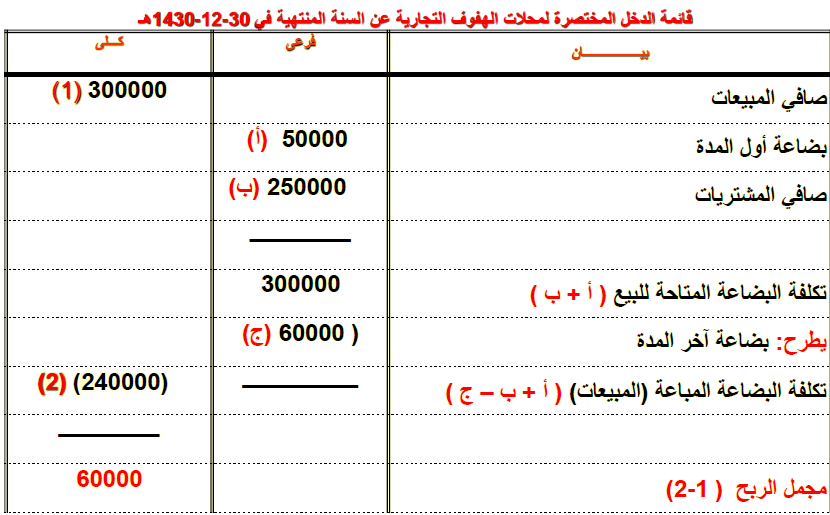 قائمة الدخل المختصرة لمحلات الهفوف التجارية عن السنة المنتهية في 30-12-1430هـ
بيـــــــــان فرعى كـلـى
صافي المبيعات 300000 (1)
بضاعة أول المدة 50000 (أ)
صافي المشتريات 250000 (ب)
تكلفة البضاعة المتاحة للبيع ( أ + ب ) 300000
يطرح: بضاعة آخر المدة ( 60000 (ج)
تكلفة البضاعة المباعة (المبيعات) ( أ + ب – ج ) (240000) (2)
مجمل الربح ( 1-2) 60000